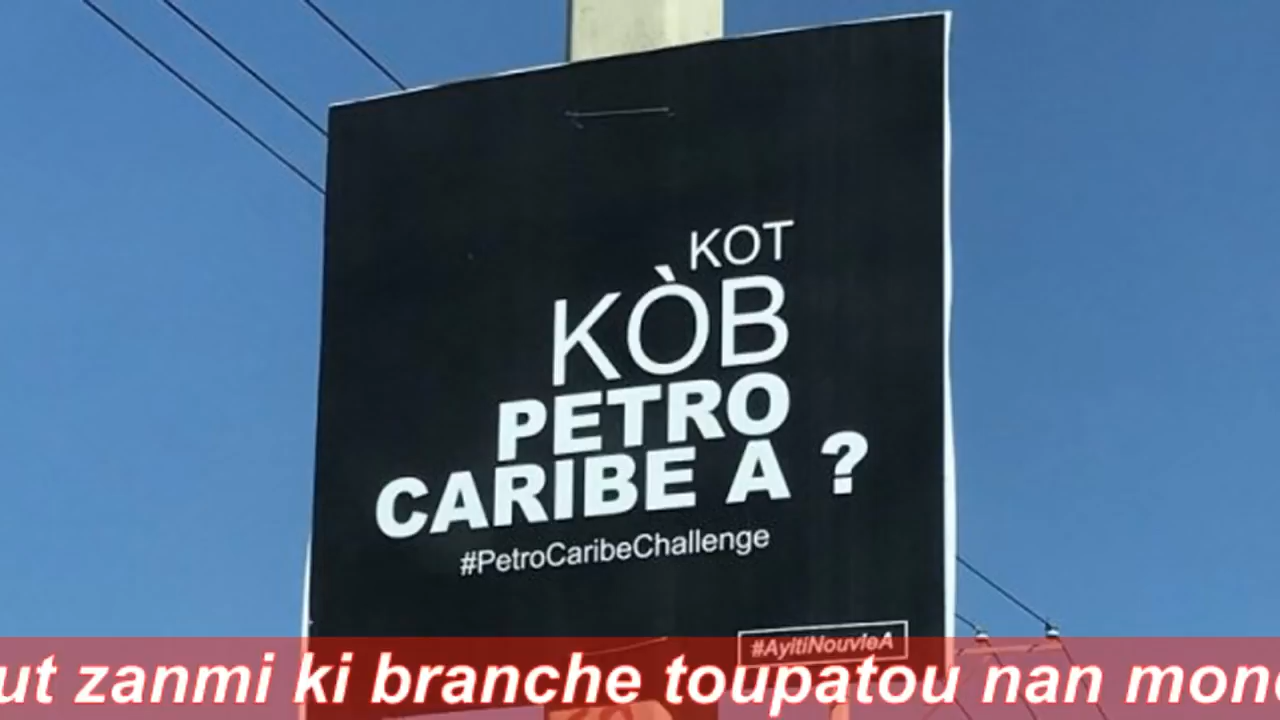 KOT
KÒB
PETRO
CARIBE A ?
#PetroCaribeChallenge
#AyitiNouvleA
zanmi ki branche toupatou nan